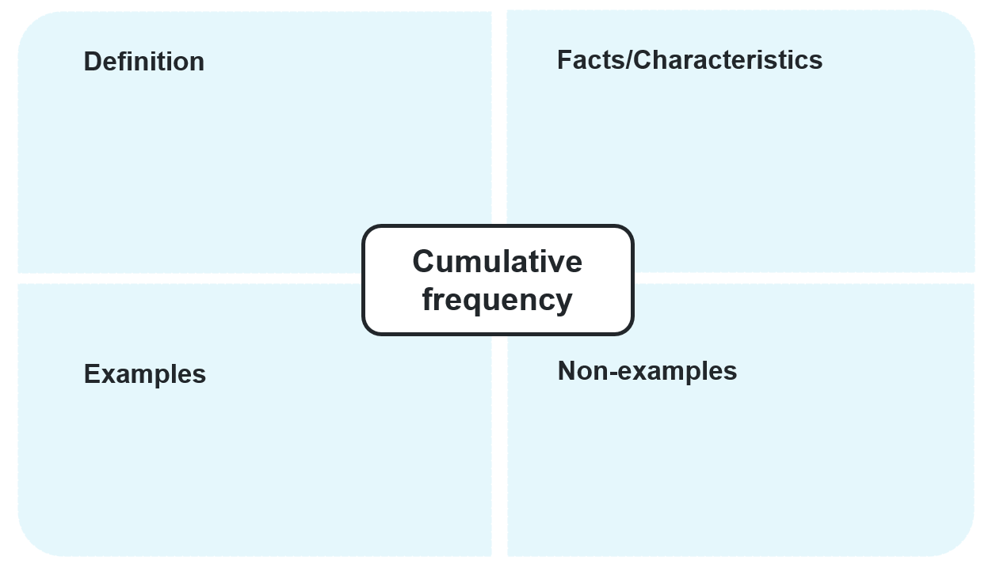 Definition
Facts/Characteristics
Cumulative
frequency
Examples
Non-examples